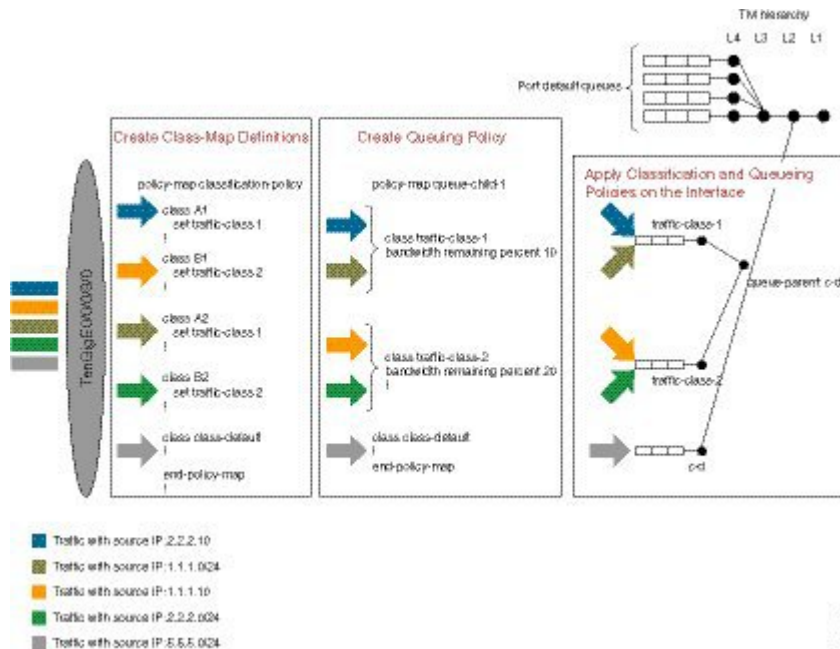 TM hierarchy
L4 L3 L2 L1
Port default queues
Create Class-Map Definitions
policy-map classification-policy
class A1
set traffic-class-1
!
class B1
set traffic-class-2
!
class A2
set traffic-class-1
!
class B2
set traffic-class-2
!
class class-default
!
end-policy-map
!
Create Queuing Policy
policy-map queue-child-1
class traffic-class-1
bandwidth remaining percent 10
!
class traffic-class-2
bandwidth remaining percent 20
!
class class-default
!
end-policy-map
Apply Classification and Queueing
Policies on the Interface
traffic-class-1
queue-parent c-d
traffic-class-2
c-d
TenGigE0/0/0/3/0
Traffic with source IP:2.2.2.10
Traffic with source IP:1.1.1.0/24
Traffic with source IP:1.1.1.10
Traffic with source IP:2.2.2.0/24
Traffic with source IP:5.5.5.0/24